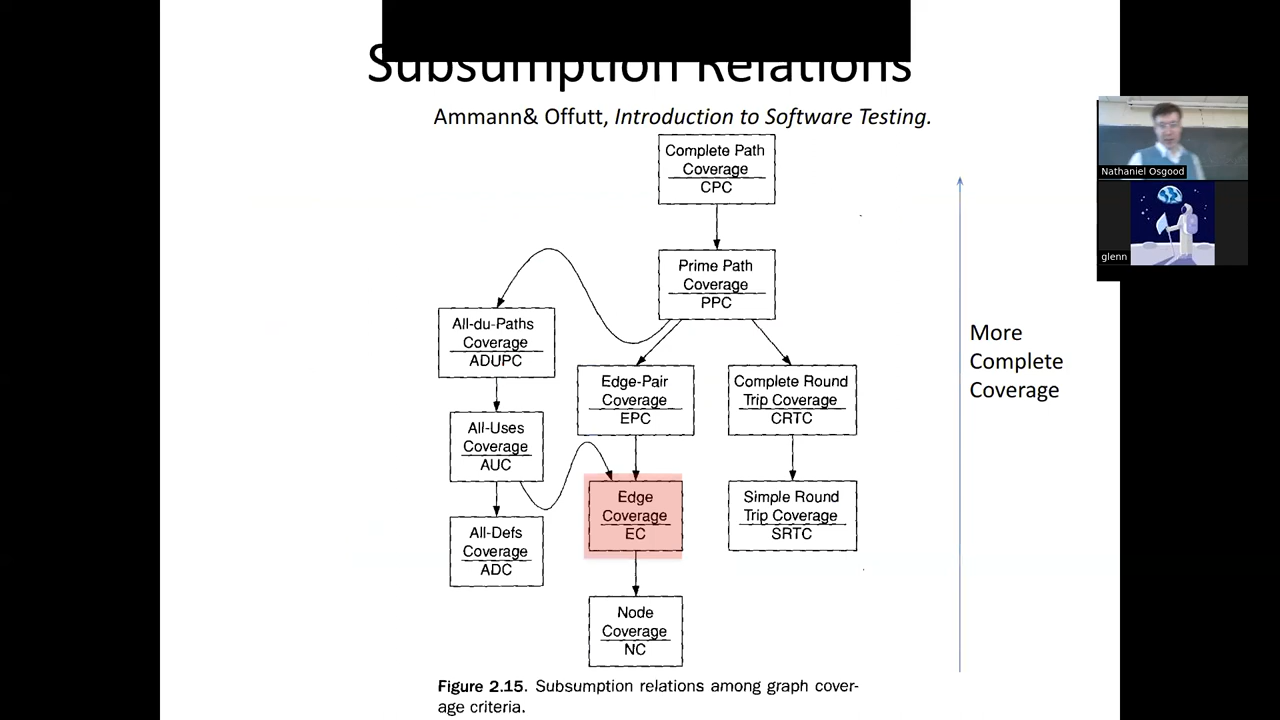 Subsumption Relations
Ammann& Offutt, Introduction to Software Testing.
Complete Path
Coverage
CPC
Prime Path
Coverage
PPC
All-du-Paths
Coverage
ADUPC
Edge-Pair
Coverage
EPC
Complete Round
Trip Coverage
CRTC
All-Uses
Coverage
AUC
Edge
Coverage
EC
Simple Round
Trip Coverage
SRTC
All-Defs
Coverage
ADC
Node
Coverage
NC
More
Complete
Coverage
Figure 2.15. Subsumption relations among graph cover-
age criteria.
Nathaniel Osgood
glenn